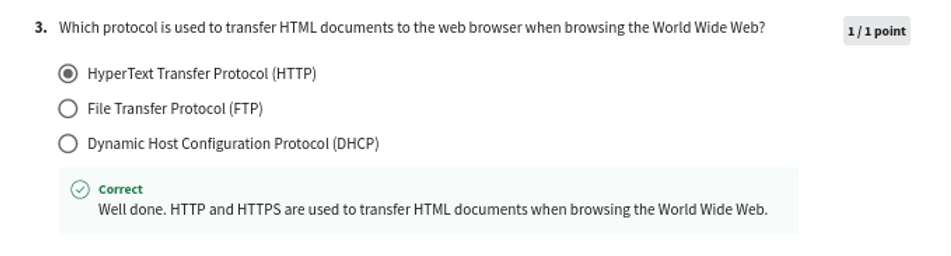 3. Which protocol is used to transfer HTML documents to the web browser when browsing the World Wide Web?
1 / 1 point
HyperText Transfer Protocol (HTTP)
File Transfer Protocol (FTP)
Dynamic Host Configuration Protocol (DHCP)
Correct
Well done. HTTP and HTTPS are used to transfer HTML documents when browsing the World Wide Web.